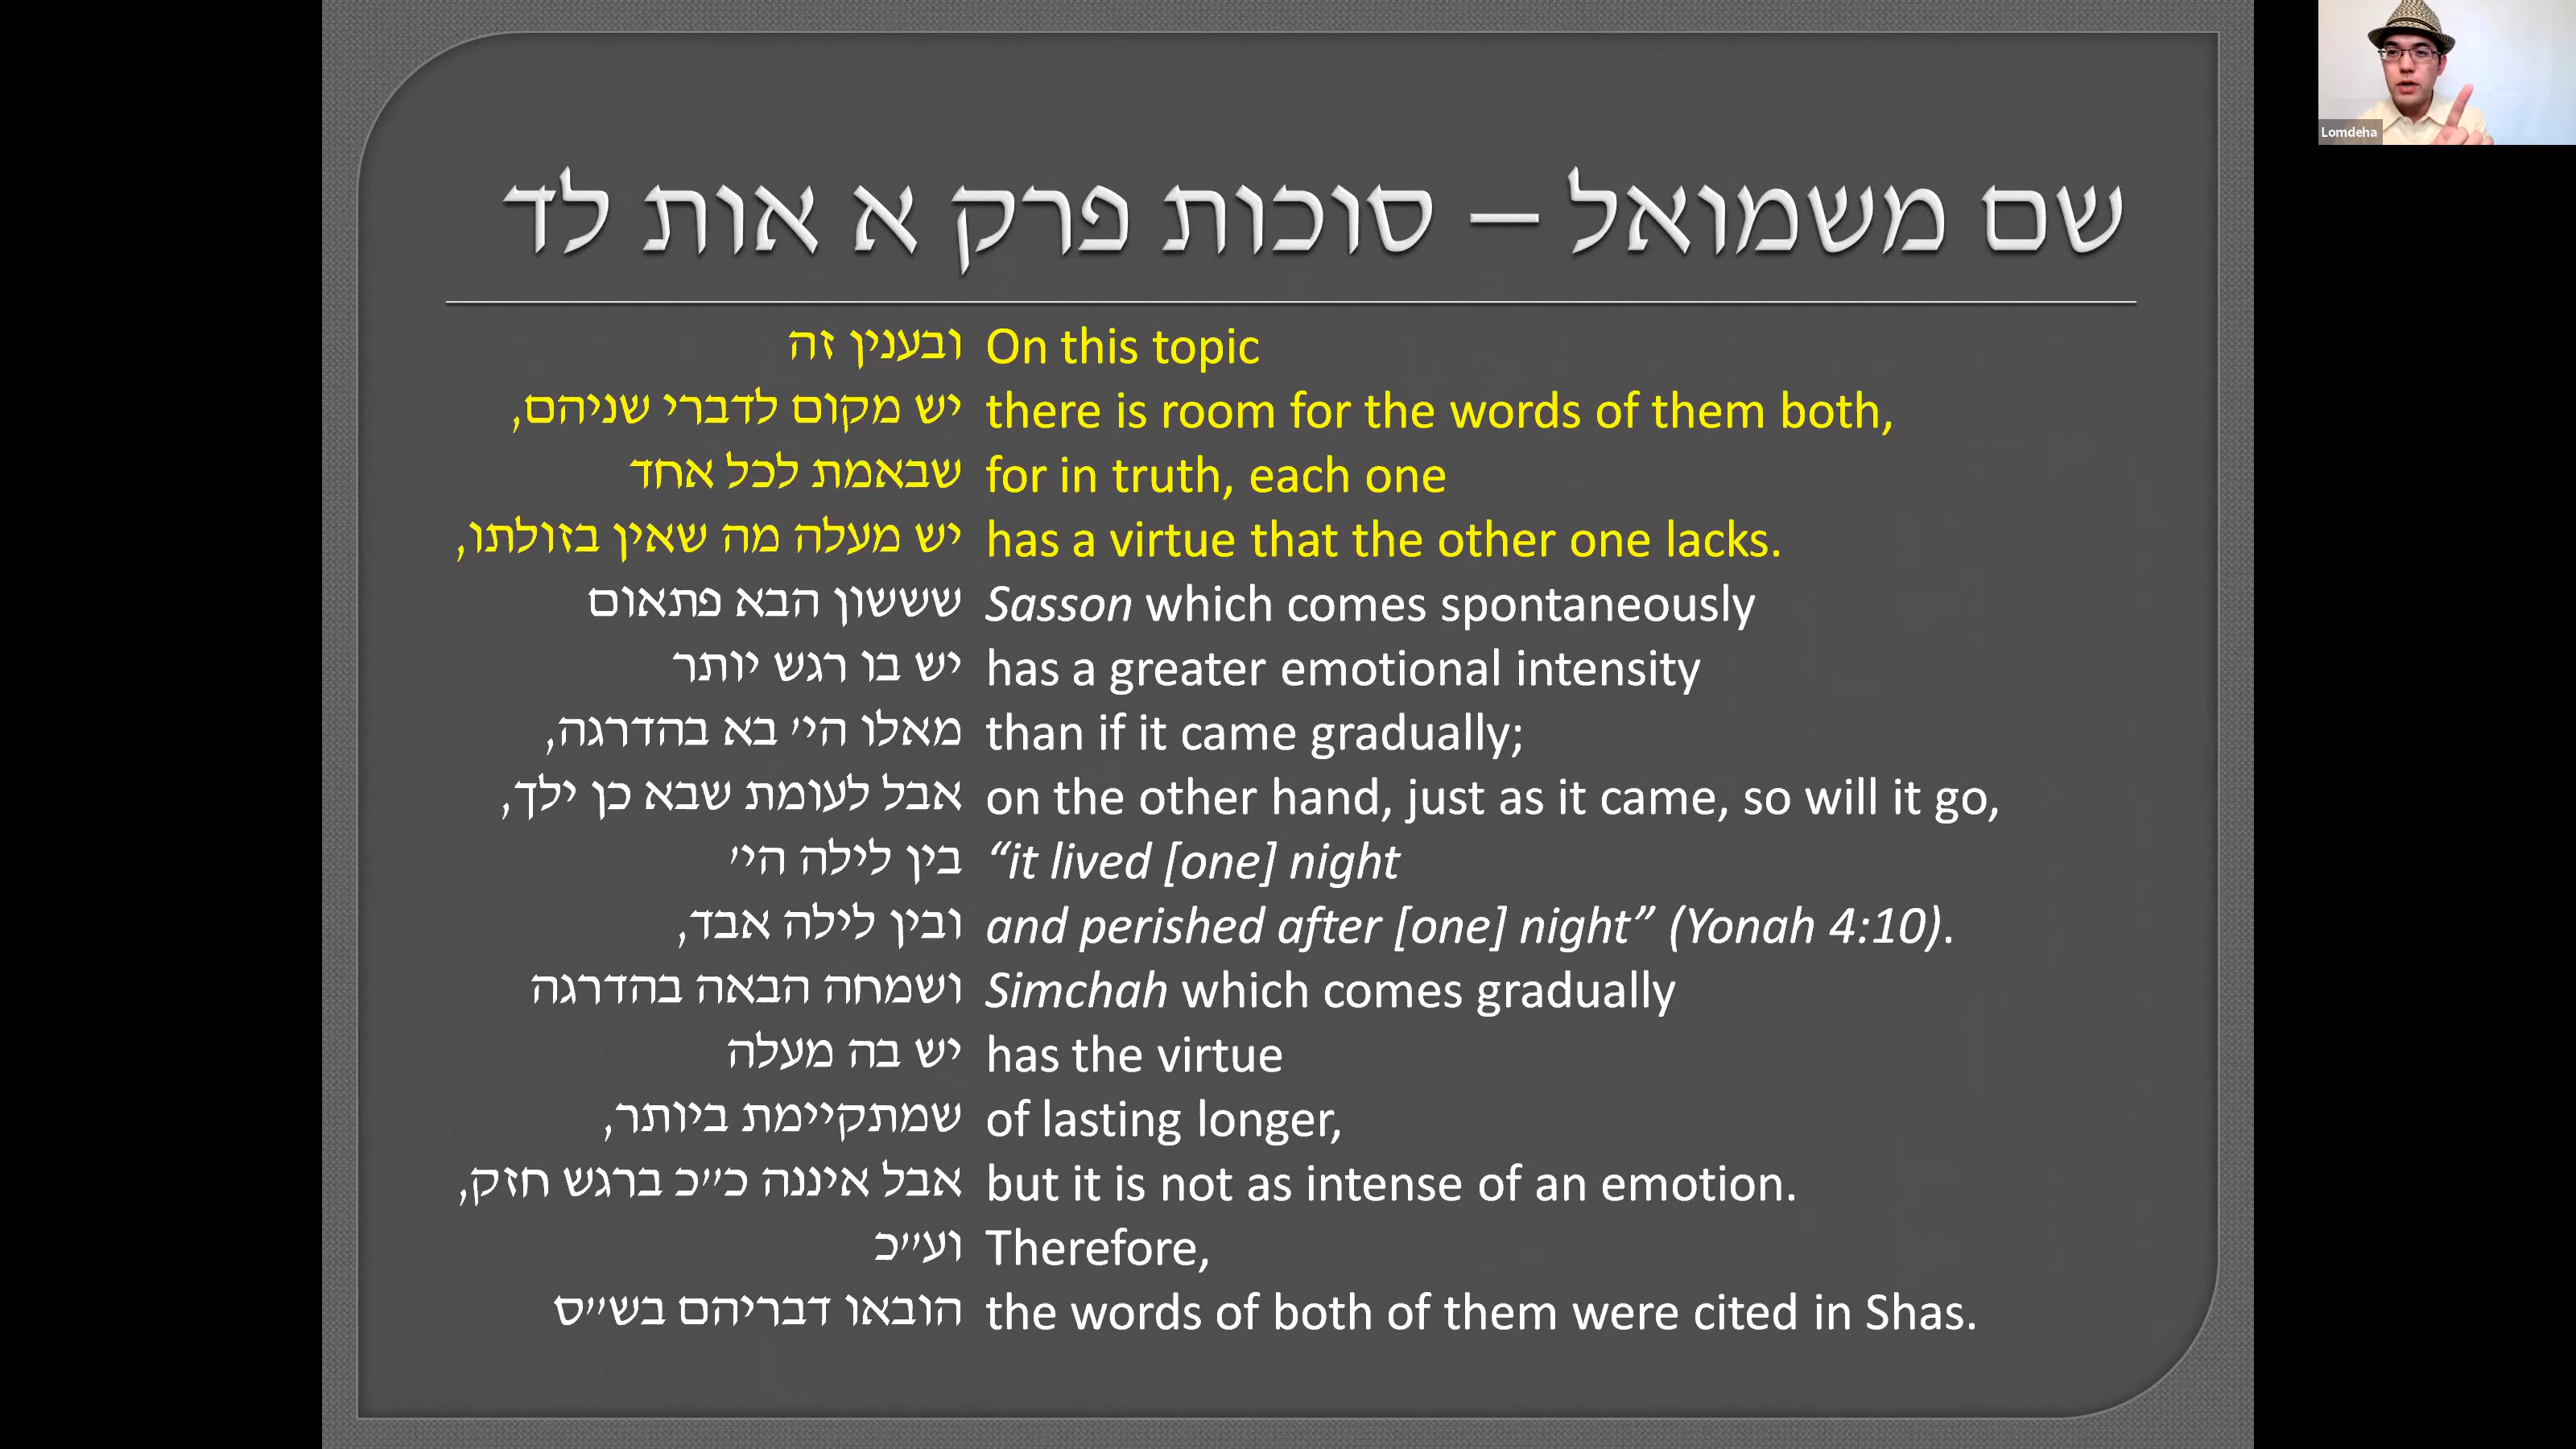 שם משמואל – סוכות פרק א אות לד
ובענין זה On this topic
יש מקום לדברי שניהם, there is room for the words of them both,
שבאמת לכל אחד for in truth, each one
יש מעלה מה שאין בזולתו, has a virtue that the other one lacks.
שששון הבא פתאום Sasson which comes spontaneously
יש בו רגש יותר has a greater emotional intensity
מאלו הי׳ בא בהדרגה, than if it came gradually;
אבל לעומת שבא כן ילך, on the other hand, just as it came, so will it go,
בין לילה הי׳ “it lived [one] night
ובין לילה אבד, and perished after [one] night” (Yonah 4:10).
ושמחה הבאה בהדרגה Simchah which comes gradually
יש בה מעלה has the virtue
שמתקיימת ביותר, of lasting longer,
אבל איננה כ״כ ברגש חזק, but it is not as intense of an emotion.
וע״כ Therefore,
הובאו דבריהם בש״ס the words of both of them were cited in Shas.
Lomdeha